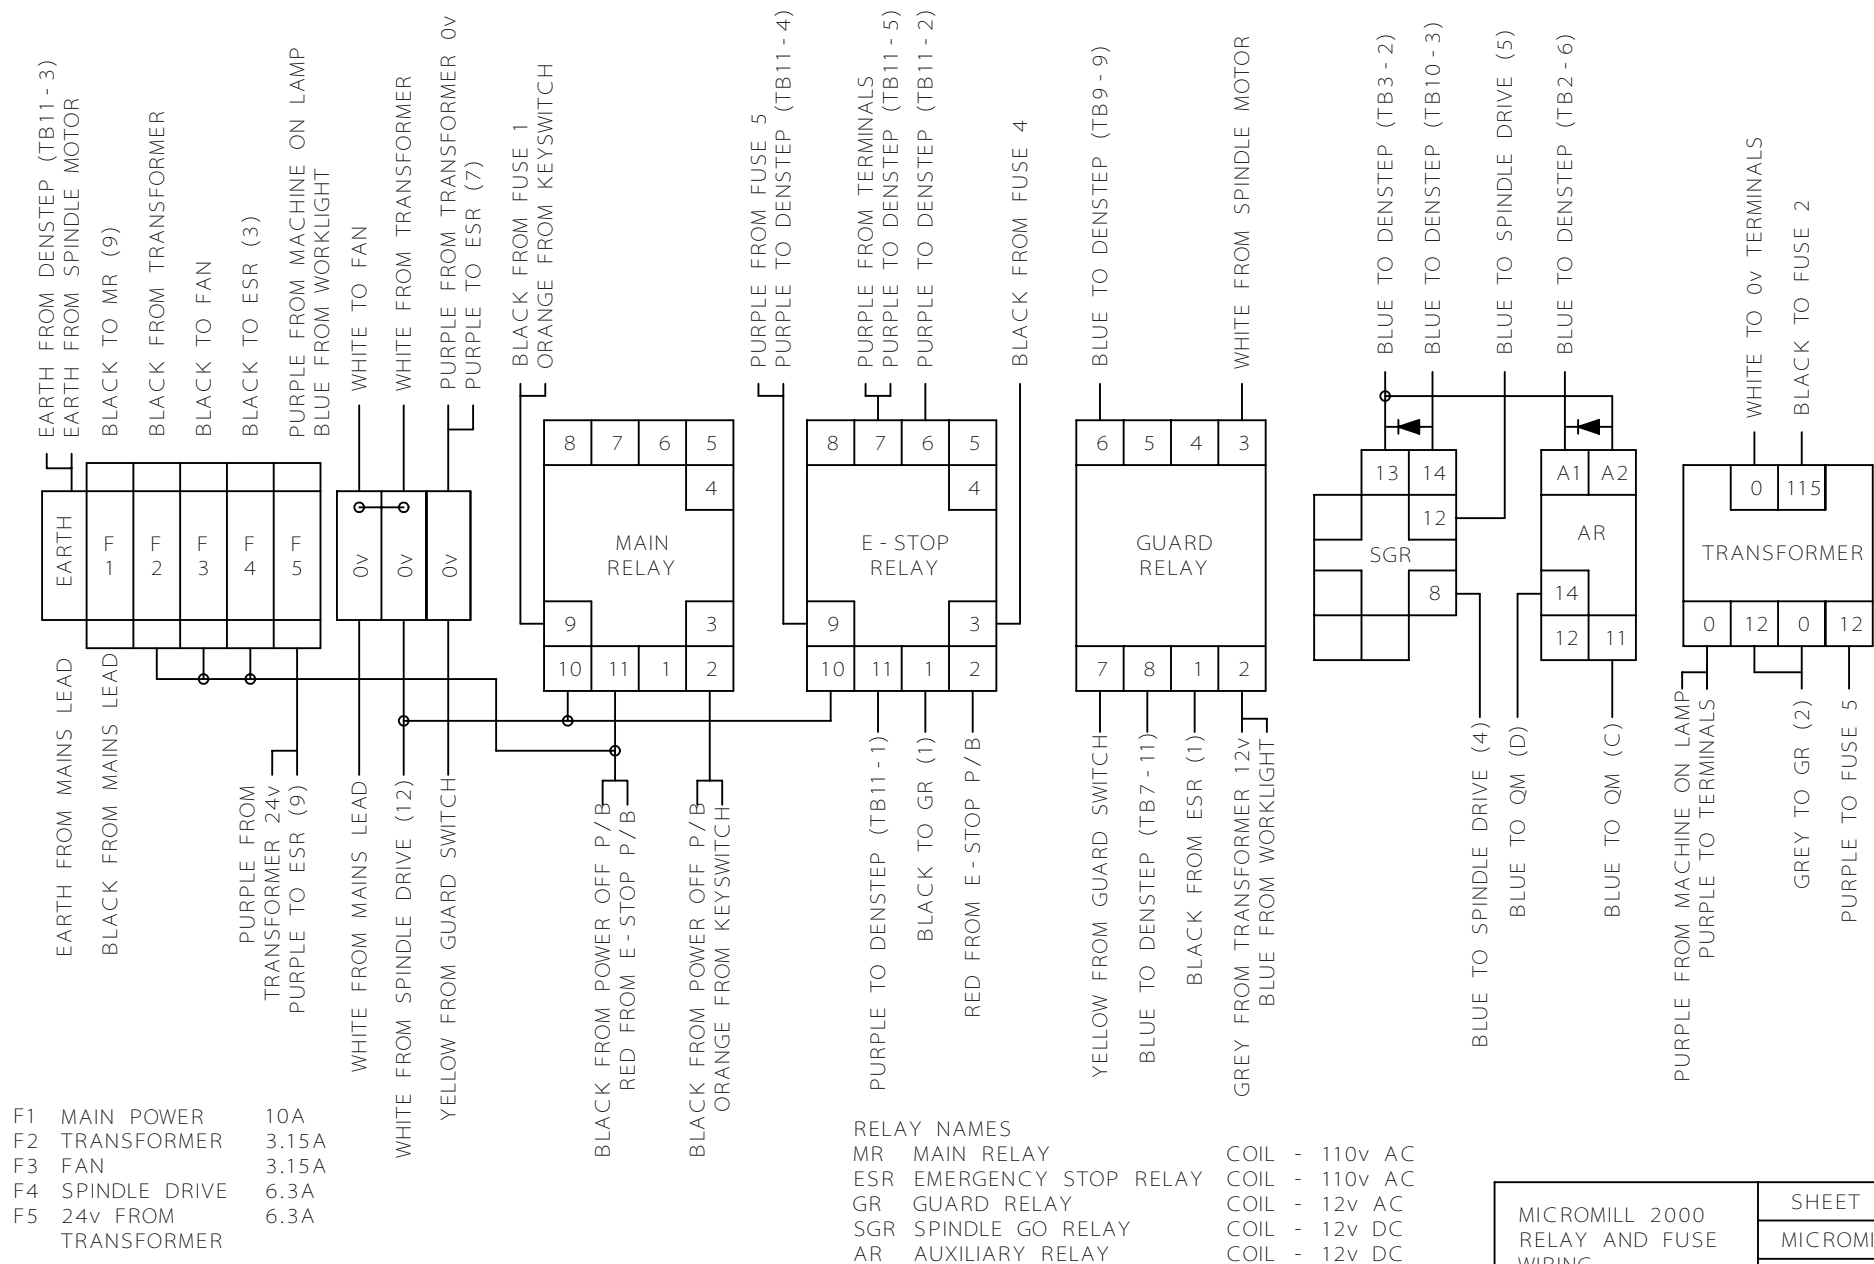 EARTH FROM DENSTEP (TB11-3)
EARTH FROM SPINDLE MOTOR
BLACK TO MR (9)
BLACK FROM TRANSFORMER
BLACK TO FAN
BLACK TO ESR (3)
PURPLE FROM MACHINE ON LAMP
BLUE FROM WORKLIGHT
WHITE TO FAN
WHITE FROM TRANSFORMER
PURPLE FROM TRANSFORMER 0v
PURPLE TO ESR (7)
BLACK FROM FUSE 1
ORANGE FROM KEYSWITCH
PURPLE FROM FUSE 5
PURPLE TO DENSTEP (TB11-4)
PURPLE FROM TERMINALS
PURPLE TO DENSTEP (TB11-5)
PURPLE TO DENSTEP (TB11-2)
BLACK FROM FUSE 4
BLUE TO DENSTEP (TB9-9)
WHITE FROM SPINDLE MOTOR
BLUE TO DENSTEP (TB3-2)
BLUE TO DENSTEP (TB10-3)
BLUE TO SPINDLE DRIVE (5)
BLUE TO DENSTEP (TB2-6)
WHITE TO 0v TERMINALS
BLACK TO FUSE 2
EARTH
F 1
F 2
F 3
F 4
F 5
0v
0v
0v
8 7 6 5
4
MAIN
RELAY
9 3
10 11 1 2
8 7 6 5
4
E-STOP
RELAY
9 3
10 11 1 2
6 5 4 3
GUARD
RELAY
7 8 1 2
13 14
12
SGR
8
A1 A2
AR
14
12 11
0 115
TRANSFORMER
0 12 0 12
EARTH FROM MAINS LEAD
BLACK FROM MAINS LEAD
PURPLE FROM
TRANSFORMER 24v
PURPLE TO ESR (9)
WHITE FROM MAINS LEAD
WHITE FROM SPINDLE DRIVE (12)
YELLOW FROM GUARD SWITCH
BLACK FROM POWER OFF P/B
RED FROM E-STOP P/B
BLACK FROM POWER OFF P/B
ORANGE FROM KEYSWITCH
PURPLE TO DENSTEP (TB11-1)
BLACK TO GR (1)
RED FROM E-STOP P/B
YELLOW FROM GUARD SWITCH
BLUE TO DENSTEP (TB7-11)
BLACK FROM ESR (1)
GREY FROM TRANSFORMER 12v
BLUE FROM WORKLIGHT
BLUE TO SPINDLE DRIVE (4)
BLUE TO QM (D)
BLUE TO QM (C)
PURPLE FROM MACHINE ON LAMP
PURPLE TO TERMINALS
GREY TO GR (2)
PURPLE TO FUSE 5
F1 MAIN POWER 10A
F2 TRANSFORMER 3.15A
F3 FAN 3.15A
F4 SPINDLE DRIVE 6.3A
F5 24v FROM 6.3A
TRANSFORMER
RELAY NAMES
MR MAIN RELAY COIL - 110v AC
ESR EMERGENCY STOP RELAY COIL - 110v AC
GR GUARD RELAY COIL - 12v AC
SGR SPINDLE GO RELAY COIL - 12v DC
AR AUXILIARY RELAY COIL - 12v DC
MICROMILL 2000
RELAY AND FUSE
WIRING
SHEET
MICROMI